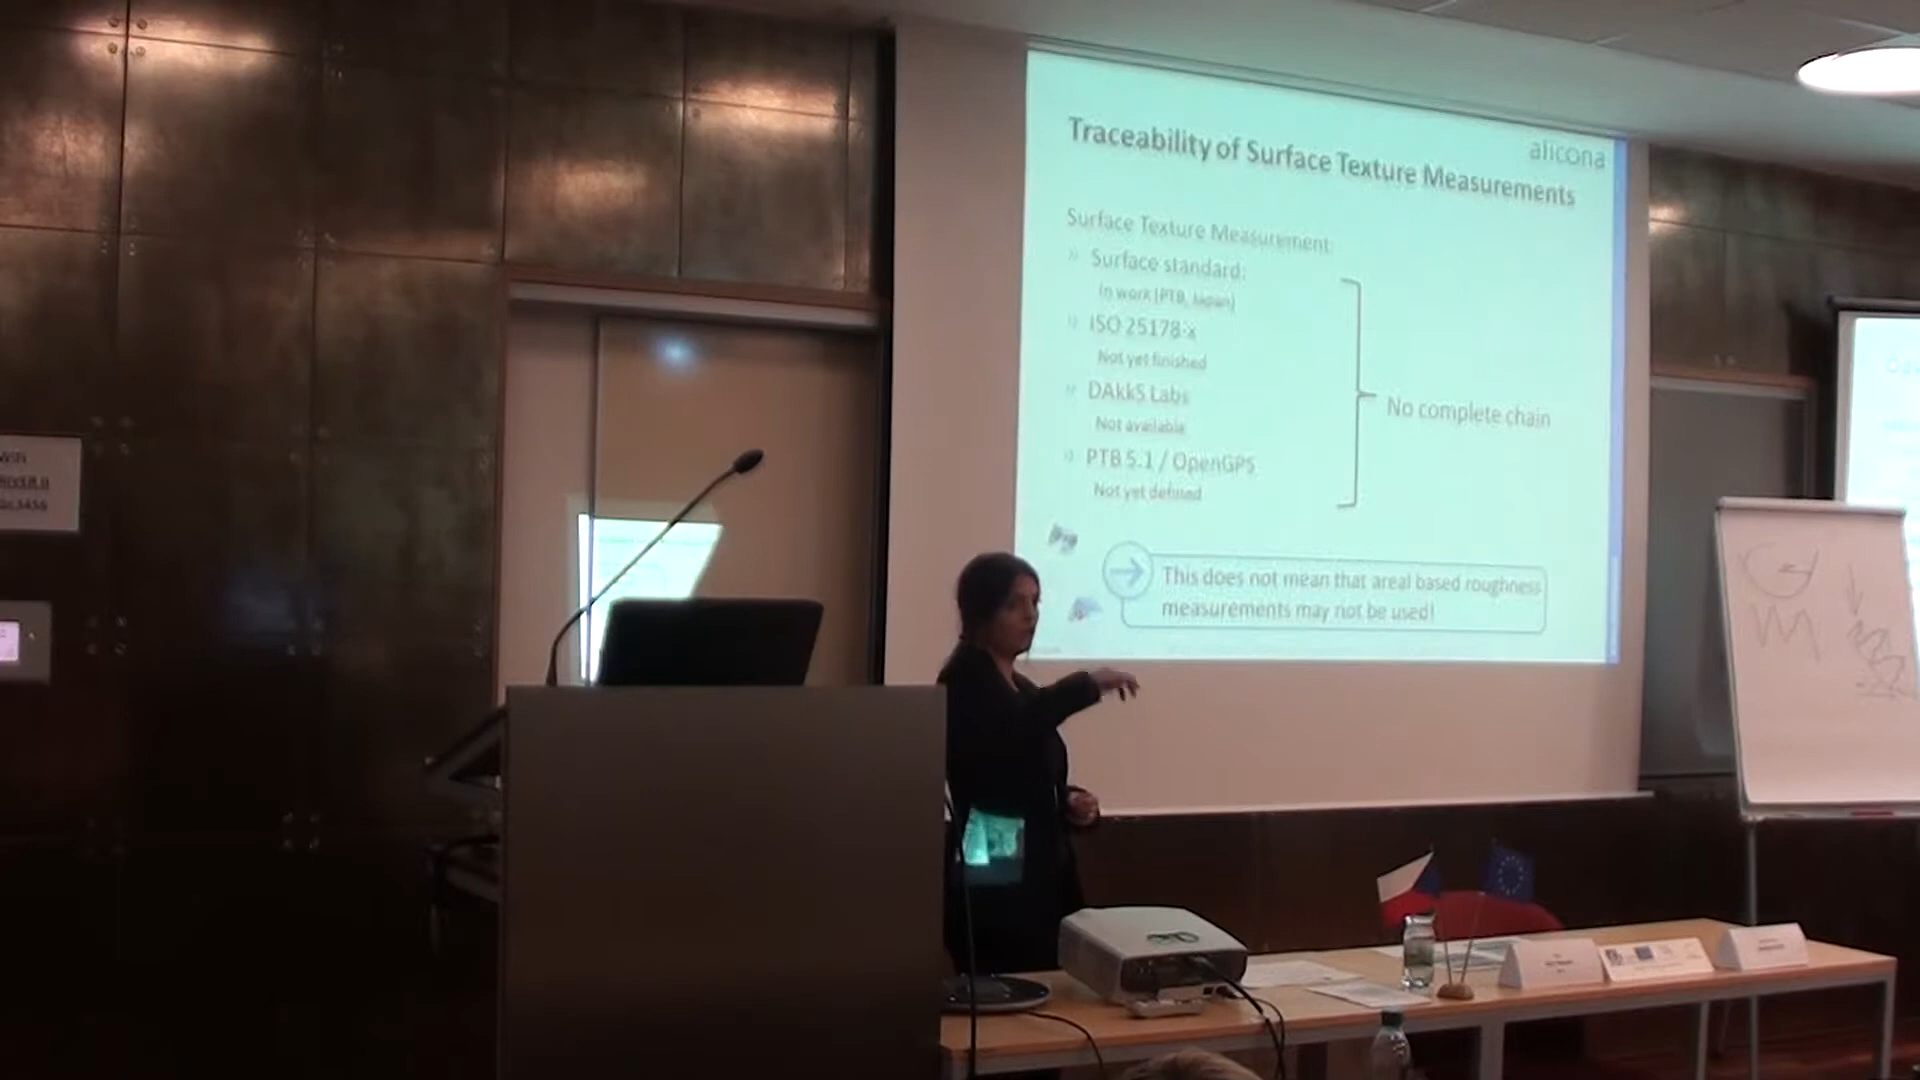 alicona
Traceability of Surface Texture Measurements
Surface Texture Measurement:
» Surface standard:
In work (PTB, Japan)
» ISO 25178-x
Not yet finished
» DAkkS Labs
Not available
» PTB 5.1 / OpenGPS
Not yet defined
No complete chain
This does not mean that areal based roughness
measurements may not be used!